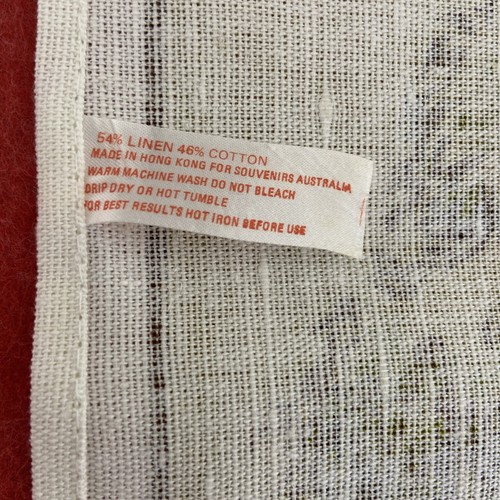 54% LINEN 46% COTTON
MADE IN HONG KONG FOR SOUVENIRS AUSTRALIA
WARM MACHINE WASH DO NOT BLEACH
DRIP DRY OR HOT TUMBLE
FOR BEST RESULTS HOT IRON BEFORE USE